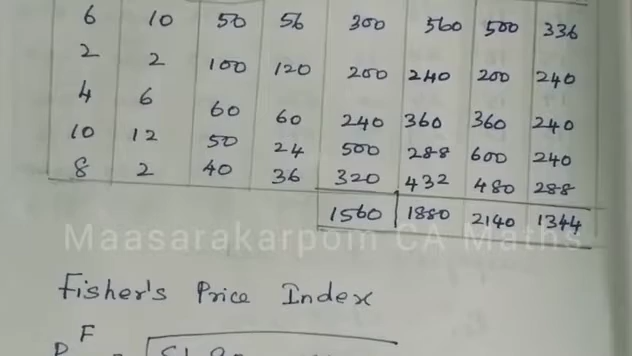 6 10 50 56 300 560 500 336
2 2 100 120 200 240 200 240
4 6 60 60 240 360 360 240
10 12 50 24 500 288 600 240
8 2 40 36 320 432 480 288
1560 1880 2140 1344
Maasarakarpom CA Maths
Fisher's Price Index